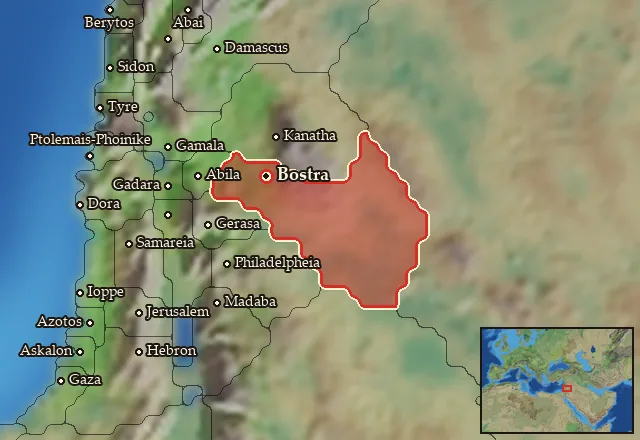 Berytos
Abai
Damascus
Sidon
Tyre
Kanatha
Ptolemais-Phoinike
Gamala
Abila
Bostra
Gadara
Dora
Gerasa
Samareia
Philadelpheia
Ioppe
Madaba
Jerusalem
Azotos
Askalon
Hebron
Gaza